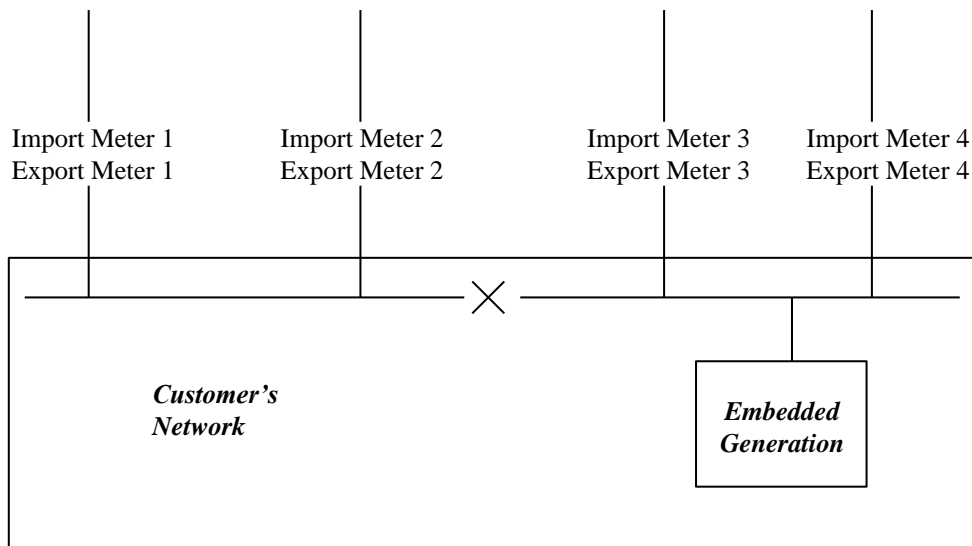 Import Meter 1
Export Meter 1
Import Meter 2
Export Meter 2
Import Meter 3
Export Meter 3
Import Meter 4
Export Meter 4
Customer's
Network
Embedded
Generation